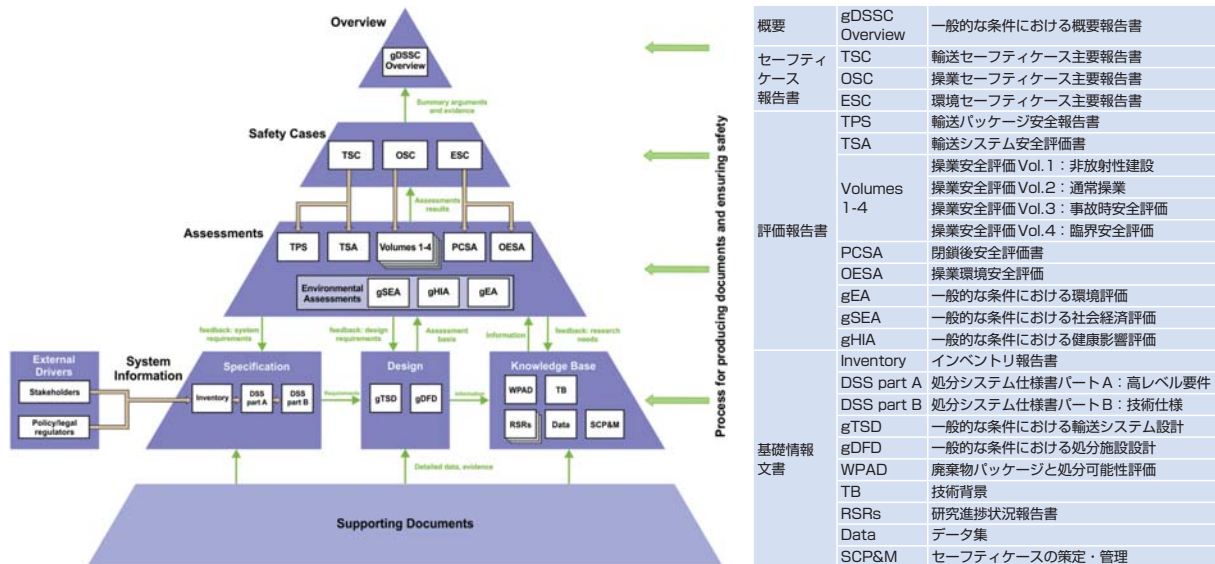 Overview
gDSSC
Overview
Summary arguments
and evidence
Safety Cases
TSC
OSC
ESC
Assessments
results
Assessments
TPS
TSA
Volumes 1-4
PCSA
OESA
Environmental
Assessments
gSEA
gHIA
gEA
feedback: system
requirements
feedback: design
requirements
Assessment
basis
Information
feedback: research
needs
External
Drivers
Stakeholders
Policy/legal
regulators
System
Information
Specification
Inventory
DSS
part A
DSS
part B
Requirements
Design
gTSD
gDFD
Information
Knowledge Base
WPAD
TB
RSRs
Data
SCP&M
Detailed data, evidence
Supporting Documents
Process for producing documents and ensuring safety
概要
gDSSC
Overview
一般的な条件における概要報告書
セーフティ
ケース
報告書
TSC 輸送セーフティケース主要報告書
OSC 操業セーフティケース主要報告書
ESC 環境セーフティケース主要報告書
評価報告書
TPS 輸送パッケージ安全報告書
TSA 輸送システム安全評価書
Volumes
1-4
操業安全評価Vol.1：非放射性建設
操業安全評価Vol.2：通常操業
操業安全評価Vol.3：事故時安全評価
操業安全評価Vol.4：臨界安全評価
PCSA 閉鎖後安全評価書
OESA 操業環境安全評価
gEA 一般的な条件における環境評価
gSEA 一般的な条件における社会経済評価
gHIA 一般的な条件における健康影響評価
基礎情報
文書
Inventory インベントリ報告書
DSS part A 処分システム仕様書パートA：高レベル要件
DSS part B 処分システム仕様書パートB：技術仕様
gTSD 一般的な条件における輸送システム設計
gDFD 一般的な条件における処分施設設計
WPAD 廃棄物パッケージと処分可能性評価
TB 技術背景
RSRs 研究進捗状況報告書
Data データ集
SCP&M セーフティケースの策定・管理